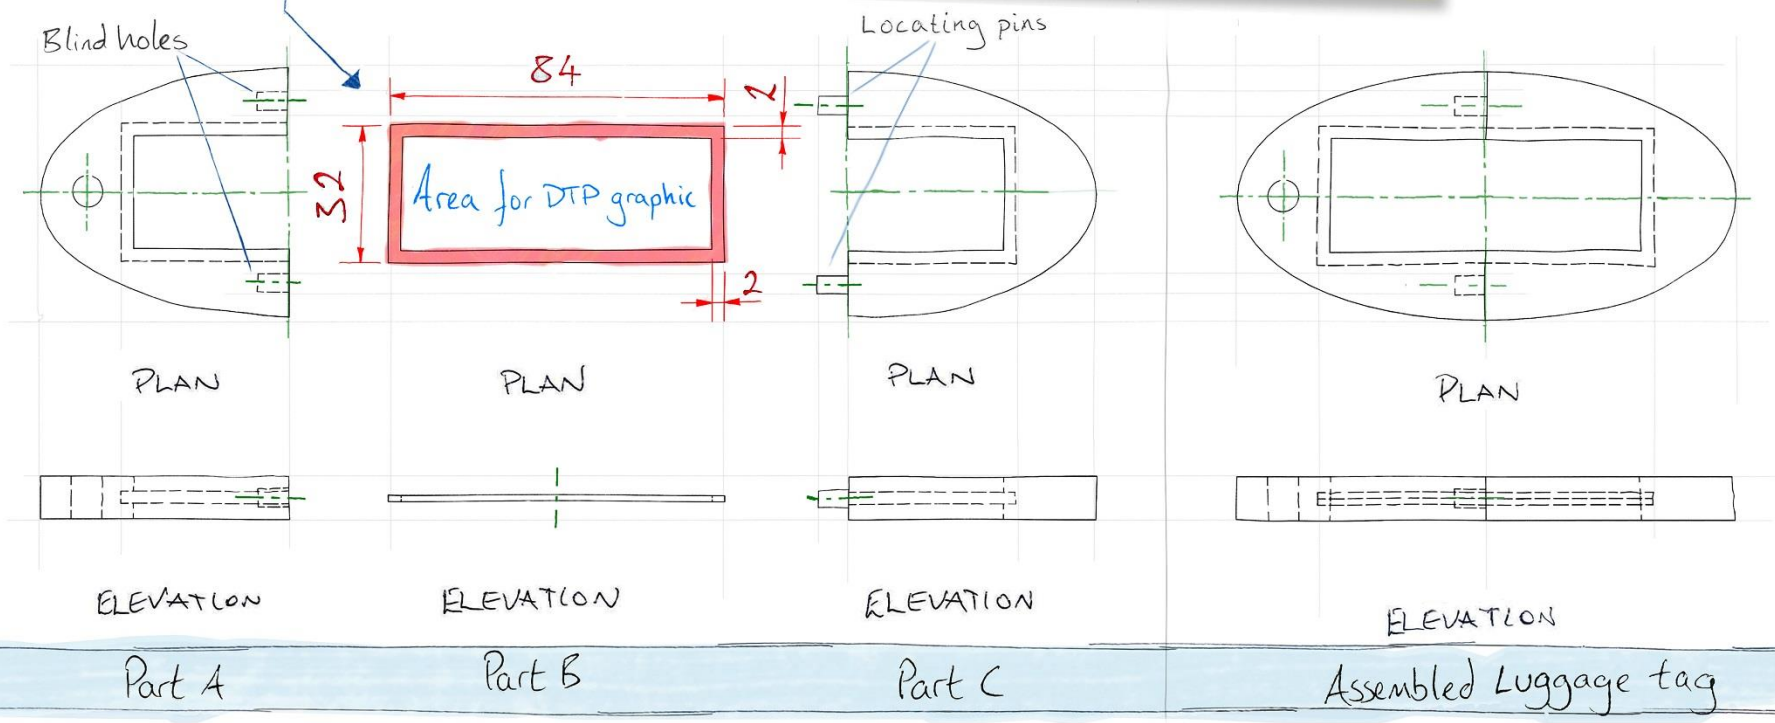 Blind holes
Locating pins
84
2
32
Area for DTP graphic
2
PLAN
PLAN
PLAN
PLAN
ELEVATION
ELEVATION
ELEVATION
ELEVATION
Part A
Part B
Part C
Assembled Luggage tag